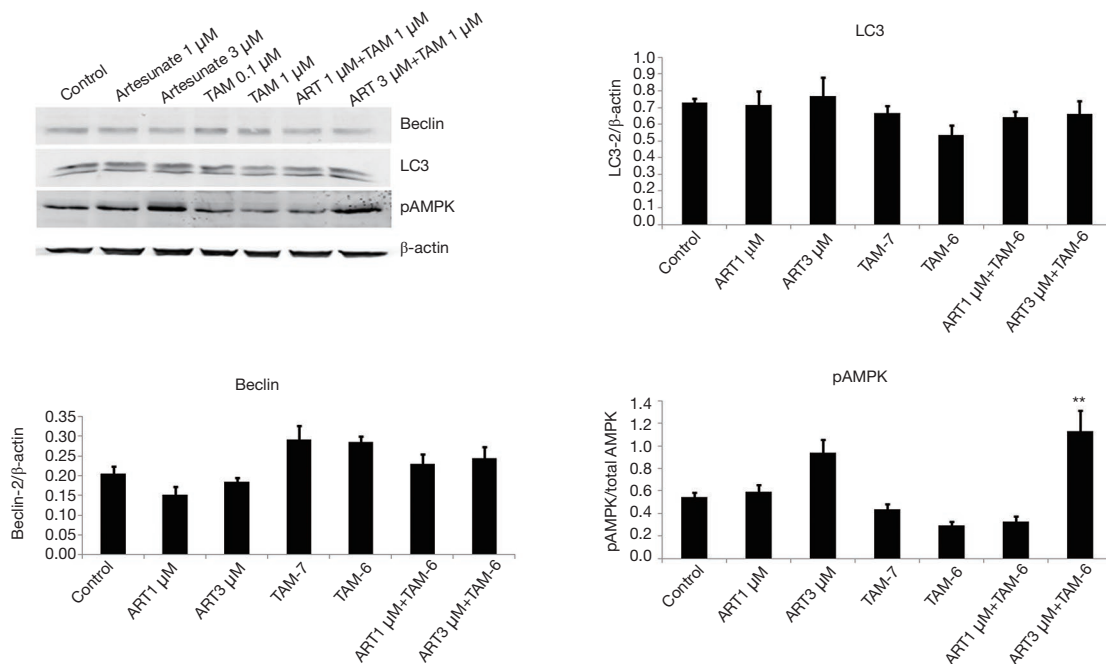 Control
Artesunate 1 µM
Artesunate 3 µM
TAM 0.1 µM
TAM 1 µM
ART 1 µM+TAM 1 µM
ART 3 µM+TAM 1 µM
Beclin
LC3
pAMPK
β-actin
LC3
LC3-2/β-actin
1.0
0.9
0.8
0.7
0.6
0.5
0.4
0.3
0.2
0.1
0.0
Control
ART1 µM
ART3 µM
TAM-7
TAM-6
ART1 µM+TAM-6
ART3 µM+TAM-6
Beclin
Beclin-2/β-actin
0.35
0.30
0.25
0.20
0.15
0.10
0.05
0.00
Control
ART1 µM
ART3 µM
TAM-7
TAM-6
ART1 µM+TAM-6
ART3 µM+TAM-6
pAMPK
pAMPK/total AMPK
1.4
1.2
1.0
0.8
0.6
0.4
0.2
0.0
**
Control
ART1 µM
ART3 µM
TAM-7
TAM-6
ART1 µM+TAM-6
ART3 µM+TAM-6